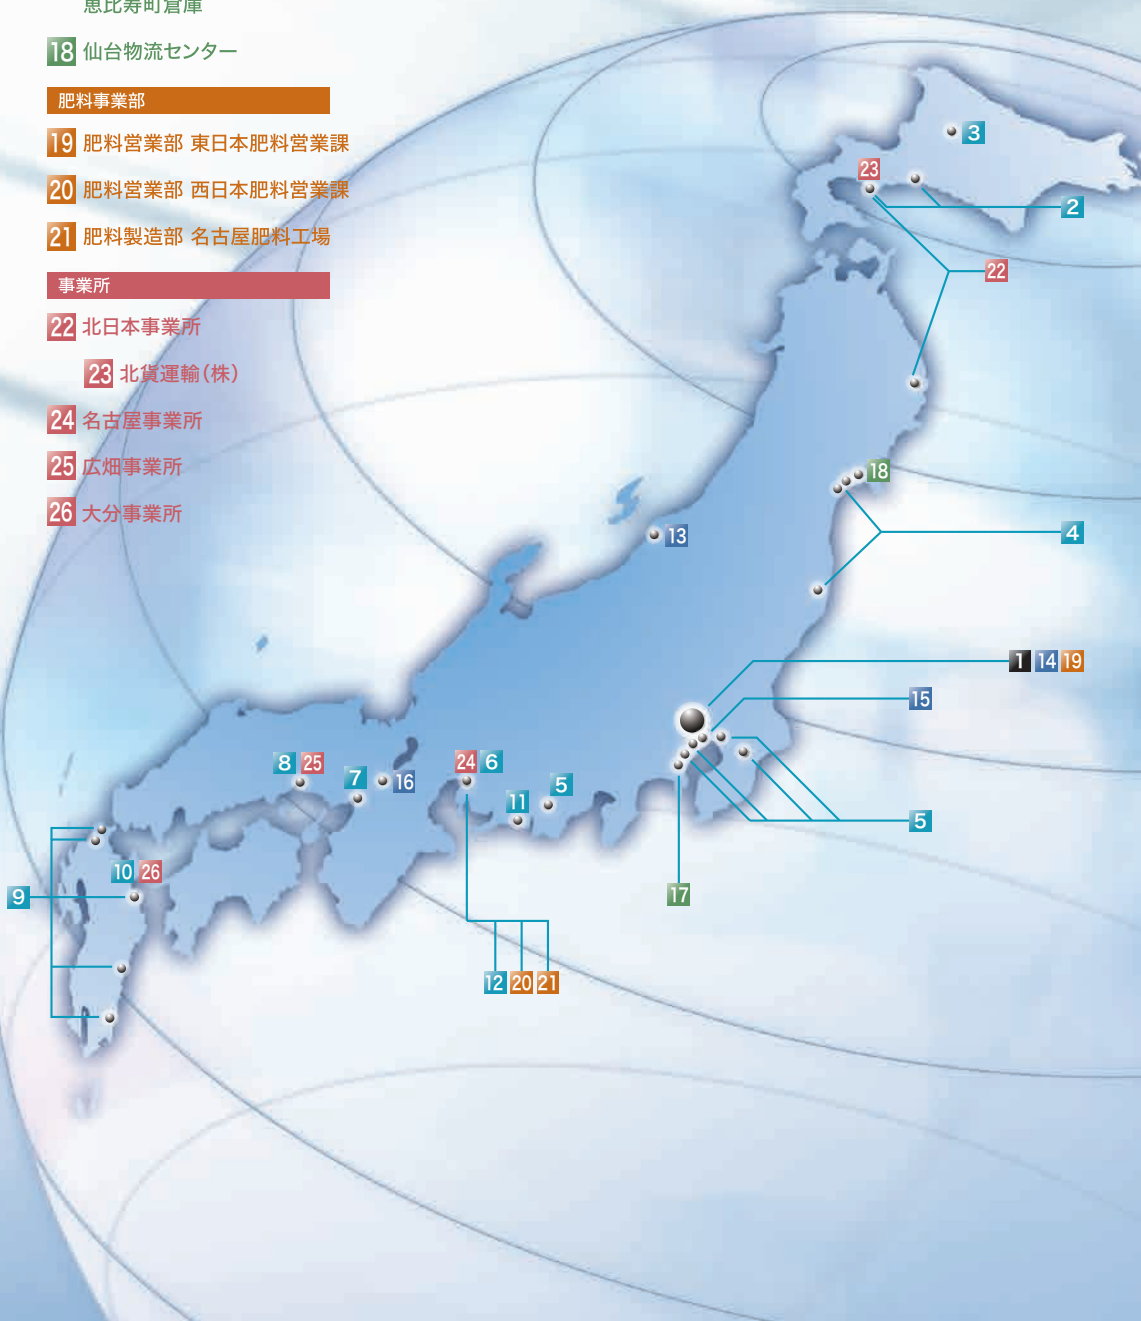 恵比寿町倉庫
18 仙台物流センター
肥料事業部
19 肥料営業部 東日本肥料営業課
20 肥料営業部 西日本肥料営業課
21 肥料製造部 名古屋肥料工場
事業所
22 北日本事業所
23 北貨運輸(株)
24 名古屋事業所
25 広畑事業所
26 大分事業所
3
23
2
22
18
13
4
1 14 19
15
8 25
7
16
24 6
11
5
5
10 26
9
17
12 20 21